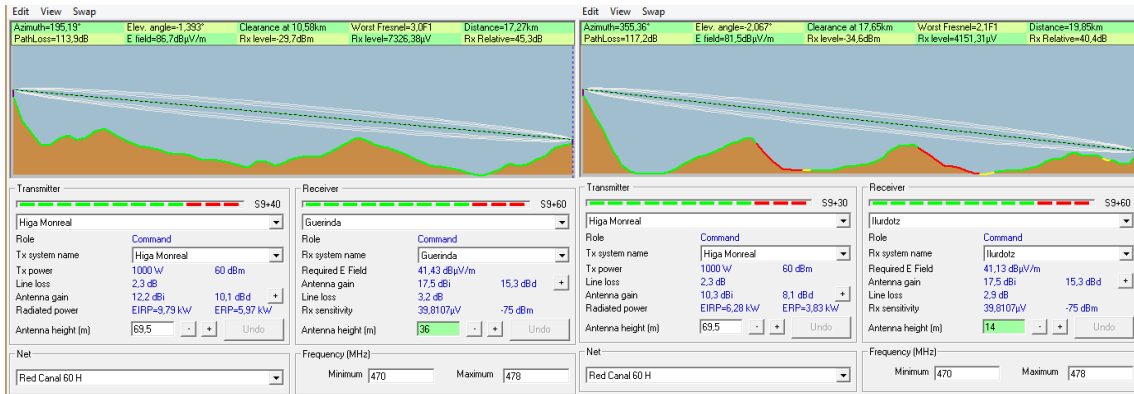 Edit View Swap
Azimuth=195,19° Elev. angle=-1,393° Clearance at 10,58km Worst Fresnel=3,0F1 Distance=17,27km
PathLoss=113,9dB E field=86,7dBµV/m Rx level=-29,7dBm Rx level=7326,38µV Rx Relative=45,3dB
Transmitter
S9+40
Higa Monreal
Role Command
Tx system name Higa Monreal
Tx power 1000 W 60 dBm
Line loss 2,3 dB
Antenna gain 12,2 dBi 10,1 dBd +
Radiated power EIRP=9,79 kW ERP=5,97 kW
Antenna height (m) 69,5 - + Undo
Net
Red Canal 60 H
Receiver
S9+60
Guerinda
Role Command
Rx system name Guerinda
Required E Field 41,43 dBµV/m
Antenna gain 17,5 dBi 15,3 dBd +
Line loss 3,2 dB
Rx sensitivity 39,8107µV -75 dBm
Antenna height (m) 36 - + Undo
Frequency (MHz)
Minimum 470 Maximum 478
Edit View Swap
Azimuth=355,36° Elev. angle=-2,067° Clearance at 17,65km Worst Fresnel=2,1F1 Distance=19,85km
PathLoss=117,2dB E field=81,5dBµV/m Rx level=-34,6dBm Rx level=4151,31µV Rx Relative=40,4dB
Transmitter
S9+30
Higa Monreal
Role Command
Tx system name Higa Monreal
Tx power 1000 W 60 dBm
Line loss 2,3 dB
Antenna gain 10,3 dBi 8,1 dBd +
Radiated power EIRP=6,28 kW ERP=3,83 kW
Antenna height (m) 69,5 - + Undo
Net
Red Canal 60 H
Receiver
S9+60
Ilurdotz
Role Command
Rx system name Ilurdotz
Required E Field 41,13 dBµV/m
Antenna gain 17,5 dBi 15,3 dBd +
Line loss 2,9 dB
Rx sensitivity 39,8107µV -75 dBm
Antenna height (m) 14 - + Undo
Frequency (MHz)
Minimum 470 Maximum 478